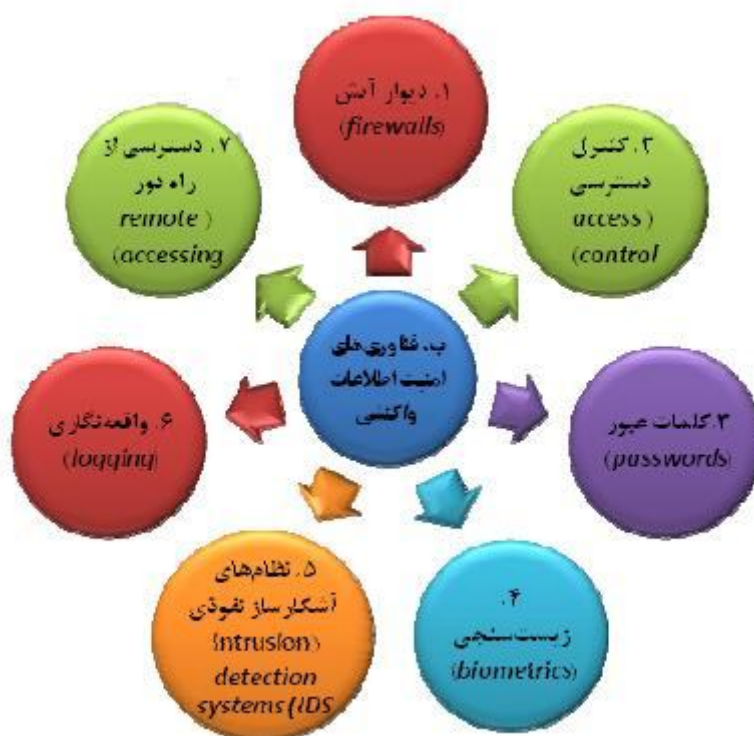 ۱. دیوار آتش
(firewalls)
۲. کنترل
دسترسی
access )
(control
۳.کلمات عبور
(passwords)
۴.
زیست‌سنجی
(biometrics)
۵. نظام‌های
آشکارساز نفوذی
intrusion)
detection
systems (IDS
۶. واقعه‌نگاری
(logging)
۷. دسترسی از
راه دور
remote )
(accessing
ب. فناوری‌های
امنیت اطلاعات
واکنشی